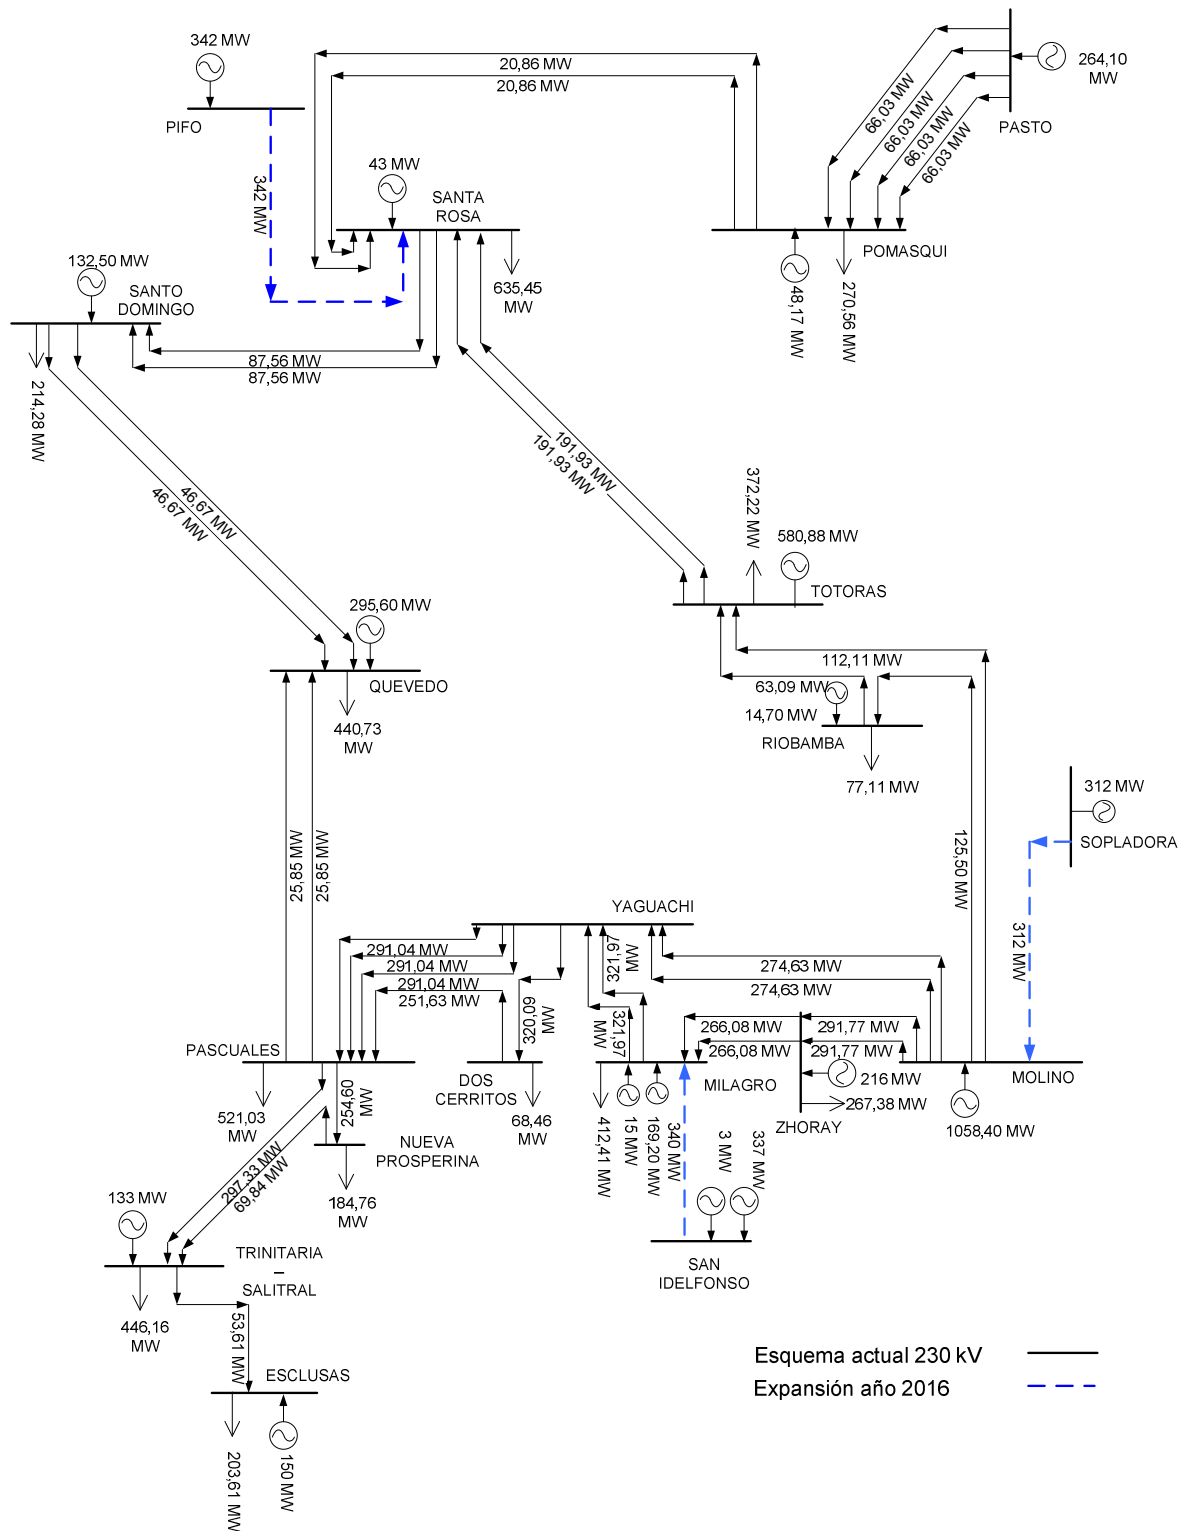 342 MW
PIFO
342 MW
20,86 MW
20,86 MW
66,03 MW
66,03 MW
66,03 MW
66,03 MW
264,10
MW
PASTO
43 MW
SANTA
ROSA
635,45
MW
POMASQUI
48,17 MW
270,56 MW
132,50 MW
SANTO
DOMINGO
87,56 MW
87,56 MW
214,28 MW
46,67 MW
46,67 MW
191,93 MW
191,93 MW
372,22 MW
580,88 MW
TOTORAS
295,60 MW
QUEVEDO
440,73
MW
112,11 MW
63,09 MW
14,70 MW
RIOBAMBA
77,11 MW
312 MW
SOPLADORA
25,85 MW
25,85 MW
125,50 MW
312 MW
YAGUACHI
291,04 MW
291,04 MW
291,04 MW
251,63 MW
320,09
MW
321,97
MW
321,97
MW
274,63 MW
274,63 MW
266,08 MW
291,77 MW
266,08 MW
291,77 MW
PASCUALES
521,03
MW
254,60
MW
DOS
CERRITOS
68,46
MW
MILAGRO
412,41 MW
15 MW
169,20 MW
340 MW
216 MW
267,38 MW
ZHORAY
MOLINO
1058,40 MW
NUEVA
PROSPERINA
184,76
MW
297,33 MW
69,84 MW
3 MW
337 MW
SAN
IDELFONSO
133 MW
TRINITARIA
–
SALITRAL
446,16
MW
53,61 MW
ESCLUSAS
203,61 MW
150 MW
Esquema actual 230 kV
Expansión año 2016